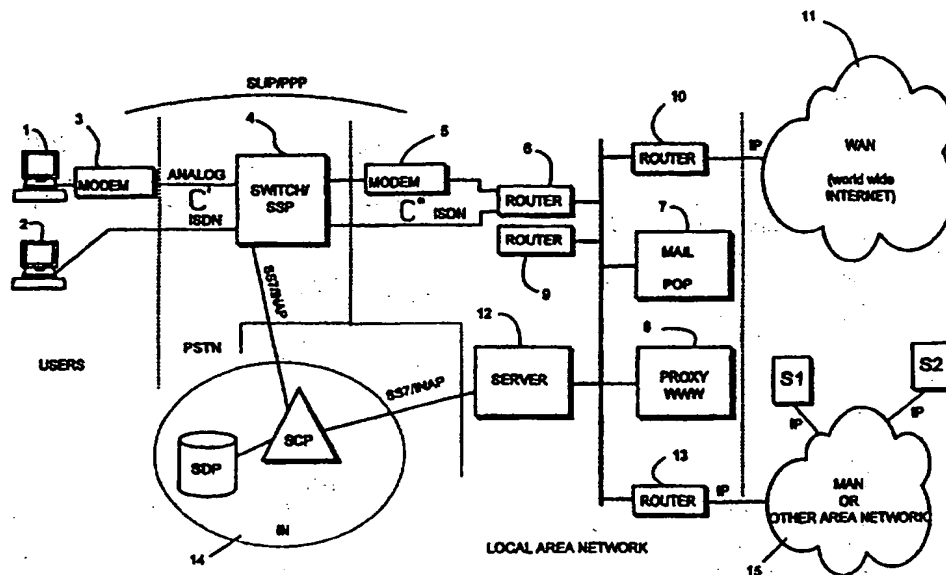 11
SLIP/PPP
10
1
3
4
5
6
ROUTER
IP
WAN
(world wide
INTERNET)
MODEM
ANALOG
C'
ISDN
SWITCH/
SSP
MODEM
C"
ISDN
ROUTER
7
2
ROUTER
9
MAIL
POP
SS7/INAP
12
8
USERS
PSTN
SERVER
PROXY
WWW
S1
S2
SS7/INAP
IP
IP
SDP
SCP
13
ROUTER
IP
MAN
OR
OTHER AREA NETWORK
IN
14
LOCAL AREA NETWORK
15